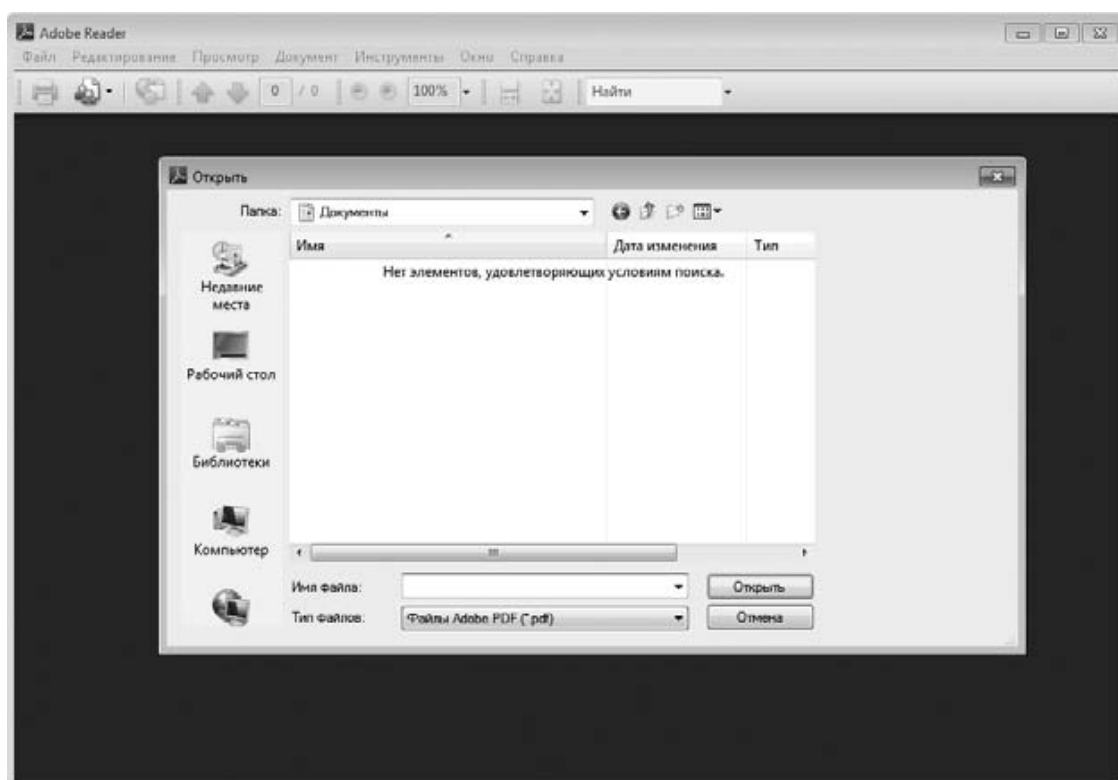 Adobe Reader
Файл Редактирование Просмотр Документ Инструменты Окно Справка
0 / 0 100% Найти
Открыть
Папка: Документы
Имя Дата изменения Тип
Нет элементов, удовлетворяющих условиям поиска.
Недавние
места
Рабочий стол
Библиотеки
Компьютер
Имя файла: Открыть
Тип файлов: Файлы Adobe PDF (*.pdf) Отмена